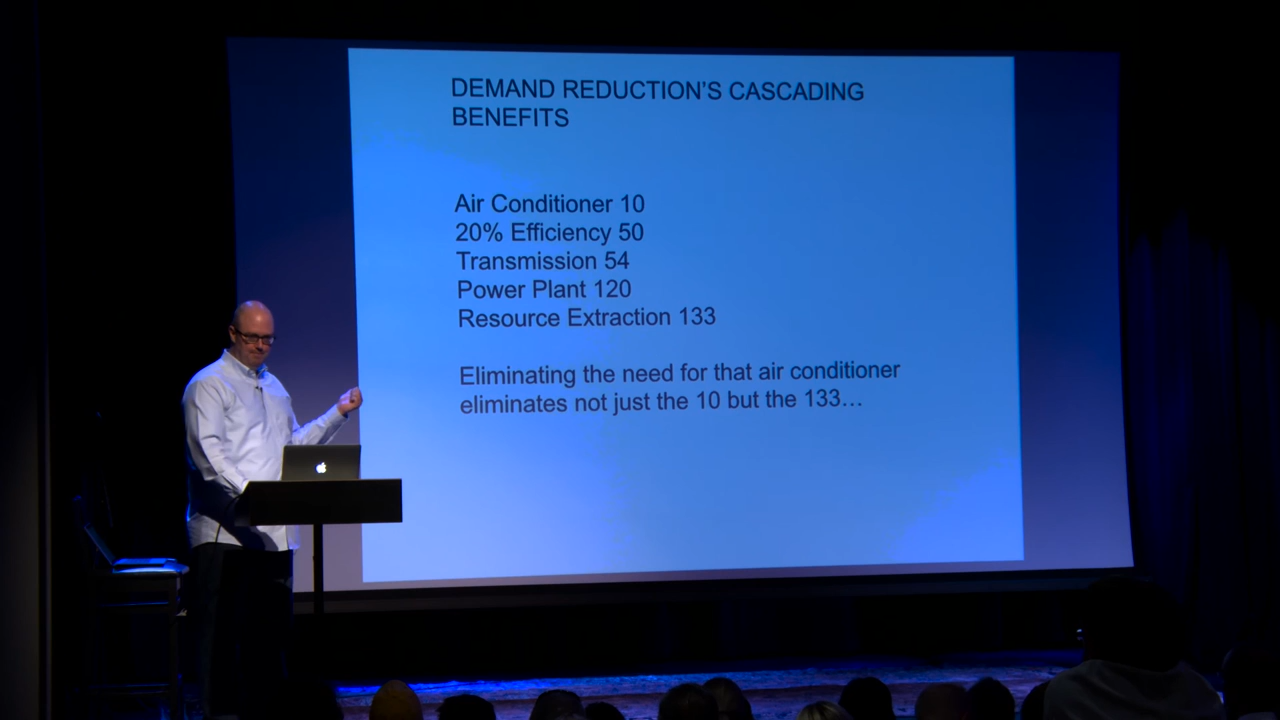 DEMAND REDUCTION'S CASCADING
BENEFITS
Air Conditioner 10
20% Efficiency 50
Transmission 54
Power Plant 120
Resource Extraction 133
Eliminating the need for that air conditioner
eliminates not just the 10 but the 133…